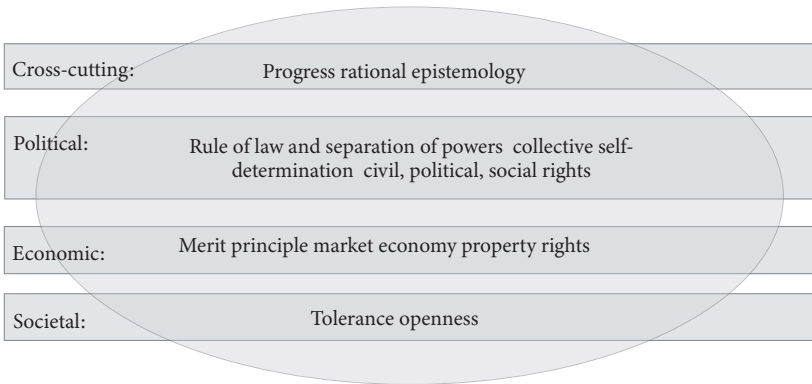 Cross-cutting: Progress rational epistemology
Political: Rule of law and separation of powers collective self-
determination civil, political, social rights
Economic: Merit principle market economy property rights
Societal: Tolerance openness